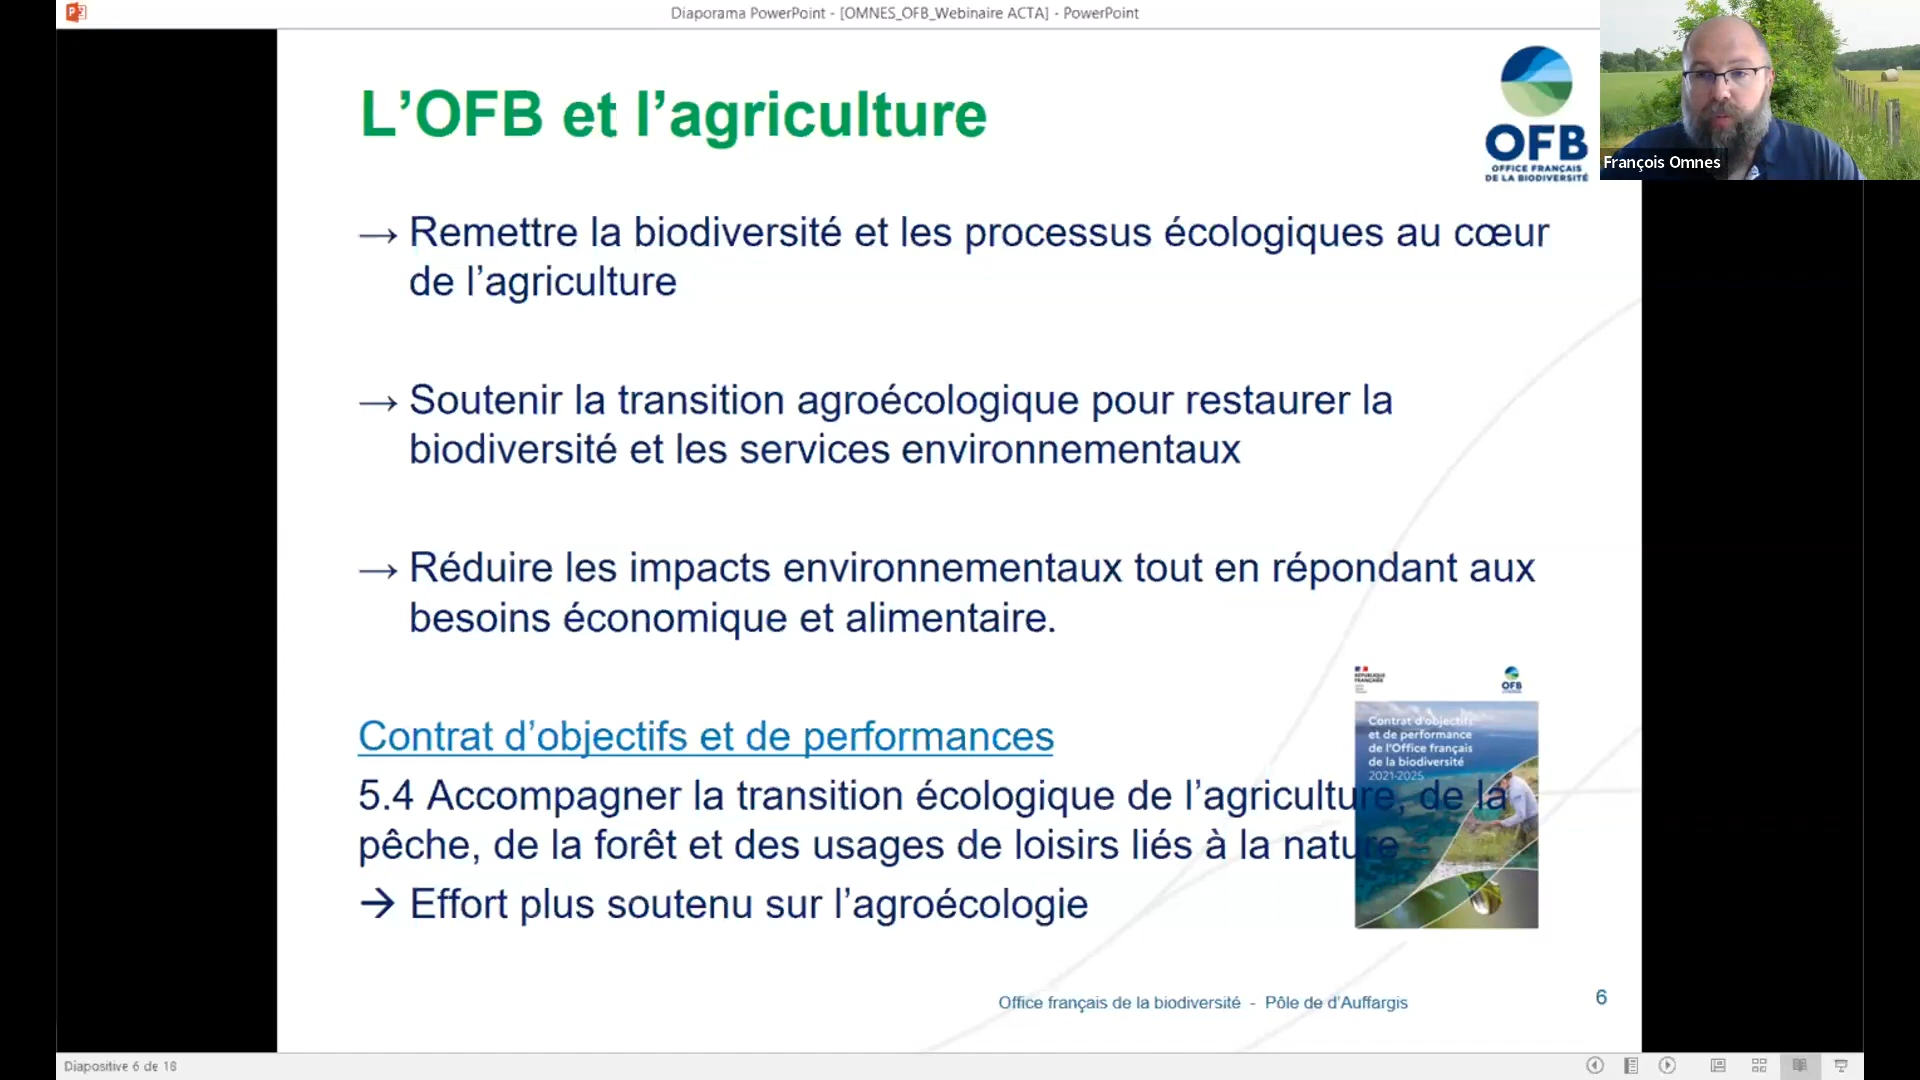 Diaporama PowerPoint - [OMNES_OFB_Webinaire ACTA] - PowerPoint
L’OFB et l’agriculture
OFB
OFFICE FRANÇAIS
DE LA BIODIVERSITÉ
François Omnes
→ Remettre la biodiversité et les processus écologiques au cœur
de l’agriculture
→ Soutenir la transition agroécologique pour restaurer la
biodiversité et les services environnementaux
→ Réduire les impacts environnementaux tout en répondant aux
besoins économique et alimentaire.
RÉPUBLIQUE
FRANÇAISE
OFB
Contrat d’objectifs
et de performance
de l’Office français
de la biodiversité
2021-2025
Contrat d’objectifs et de performances
5.4 Accompagner la transition écologique de l’agriculture, de la
pêche, de la forêt et des usages de loisirs liés à la nature
→ Effort plus soutenu sur l’agroécologie
Office français de la biodiversité - Pôle de d’Auffargis
6
Diapositive 6 de 18